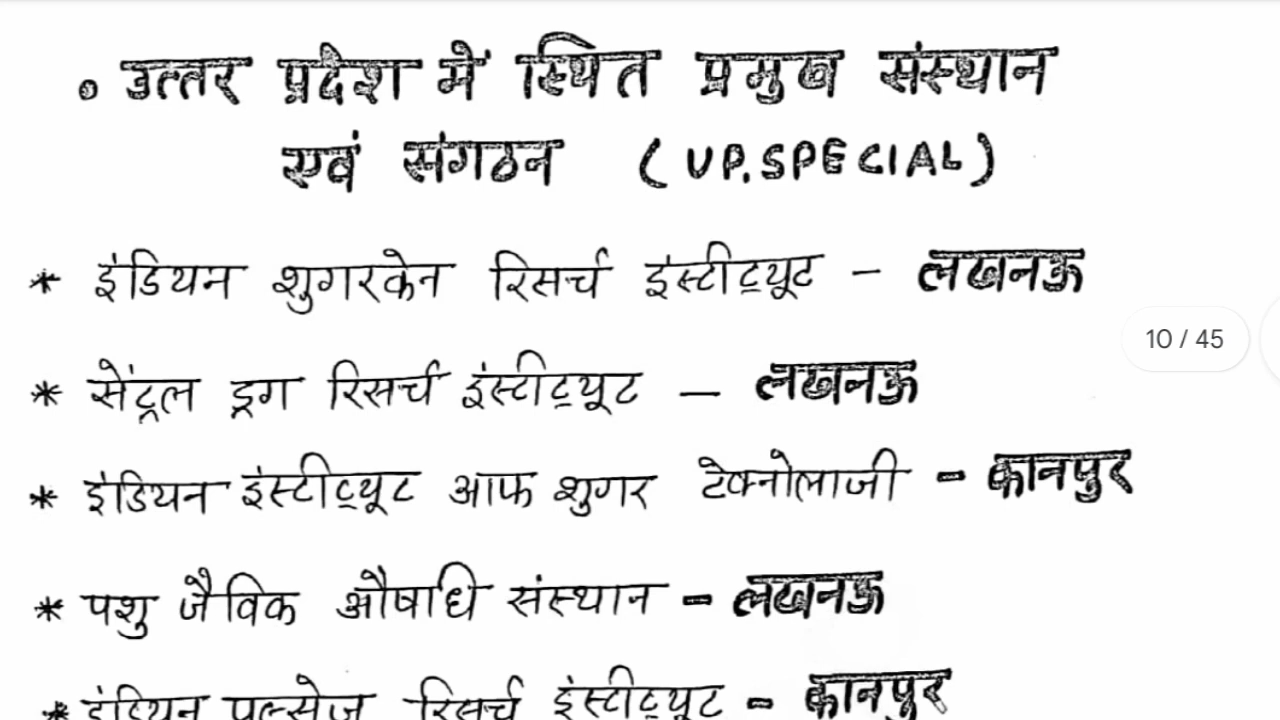 • उत्तर प्रदेश में स्थित प्रमुख संस्थान
एवं संगठन (UP.SPECIAL)
* इंडियन शुगरकेन रिसर्च इंस्टीट्यूट – लखनऊ
10 / 45
* सेंट्रल ड्रग रिसर्च इंस्टीट्यूट – लखनऊ
* इंडियन इंस्टीट्यूट आफ शुगर टेक्नोलाजी - कानपुर
* पशु जैविक औषधि संस्थान - लखनऊ
* इंडियन पल्सेज रिसर्च इंस्टीट्यूट - कानपुर